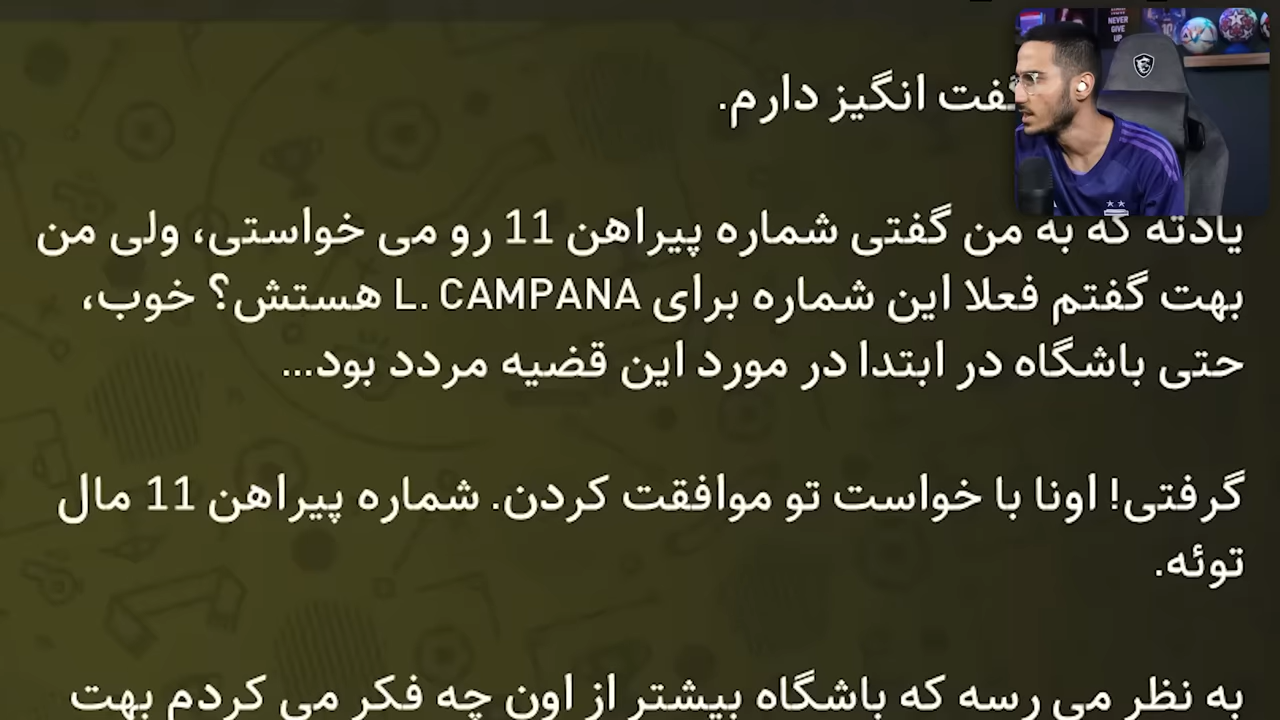 انگیز دارم.
NEVER
GIVE
UP
یادته که به من گفتی شماره پیراهن 11 رو می خواستی، ولی من
بهت گفتم فعلا این شماره برای L. CAMPANA هستش؟ خوب،
حتی باشگاه در ابتدا در مورد این قضیه مردد بود...
گرفتی! اونا با خواست تو موافقت کردن. شماره پیراهن 11 مال
توئه.
به نظر می رسه که باشگاه بیشتر از اون چه فکر می کردم بهت